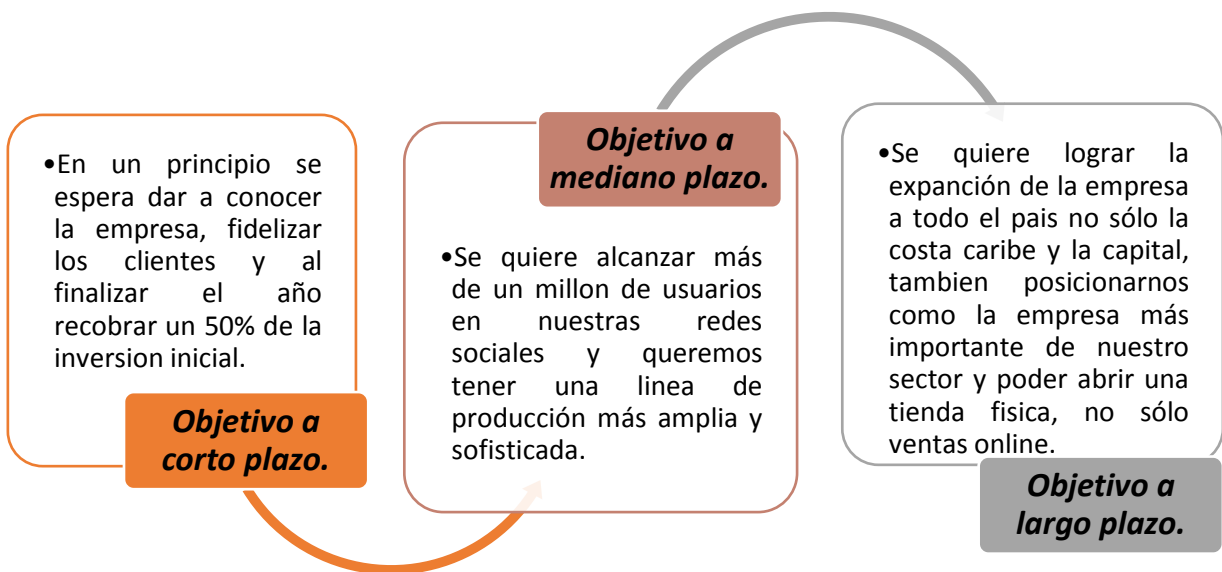 •En un principio se
espera dar a conocer
la empresa, fidelizar
los clientes y al
finalizar el año
recobrar un 50% de la
inversion inicial.
Objetivo a
corto plazo.
Objetivo a
mediano plazo.
•Se quiere alcanzar más
de un millon de usuarios
en nuestras redes
sociales y queremos
tener una linea de
producción más amplia y
sofisticada.
•Se quiere lograr la
expanción de la empresa
a todo el pais no sólo la
costa caribe y la capital,
tambien posicionarnos
como la empresa más
importante de nuestro
sector y poder abrir una
tienda fisica, no sólo
ventas online.
Objetivo a
largo plazo.